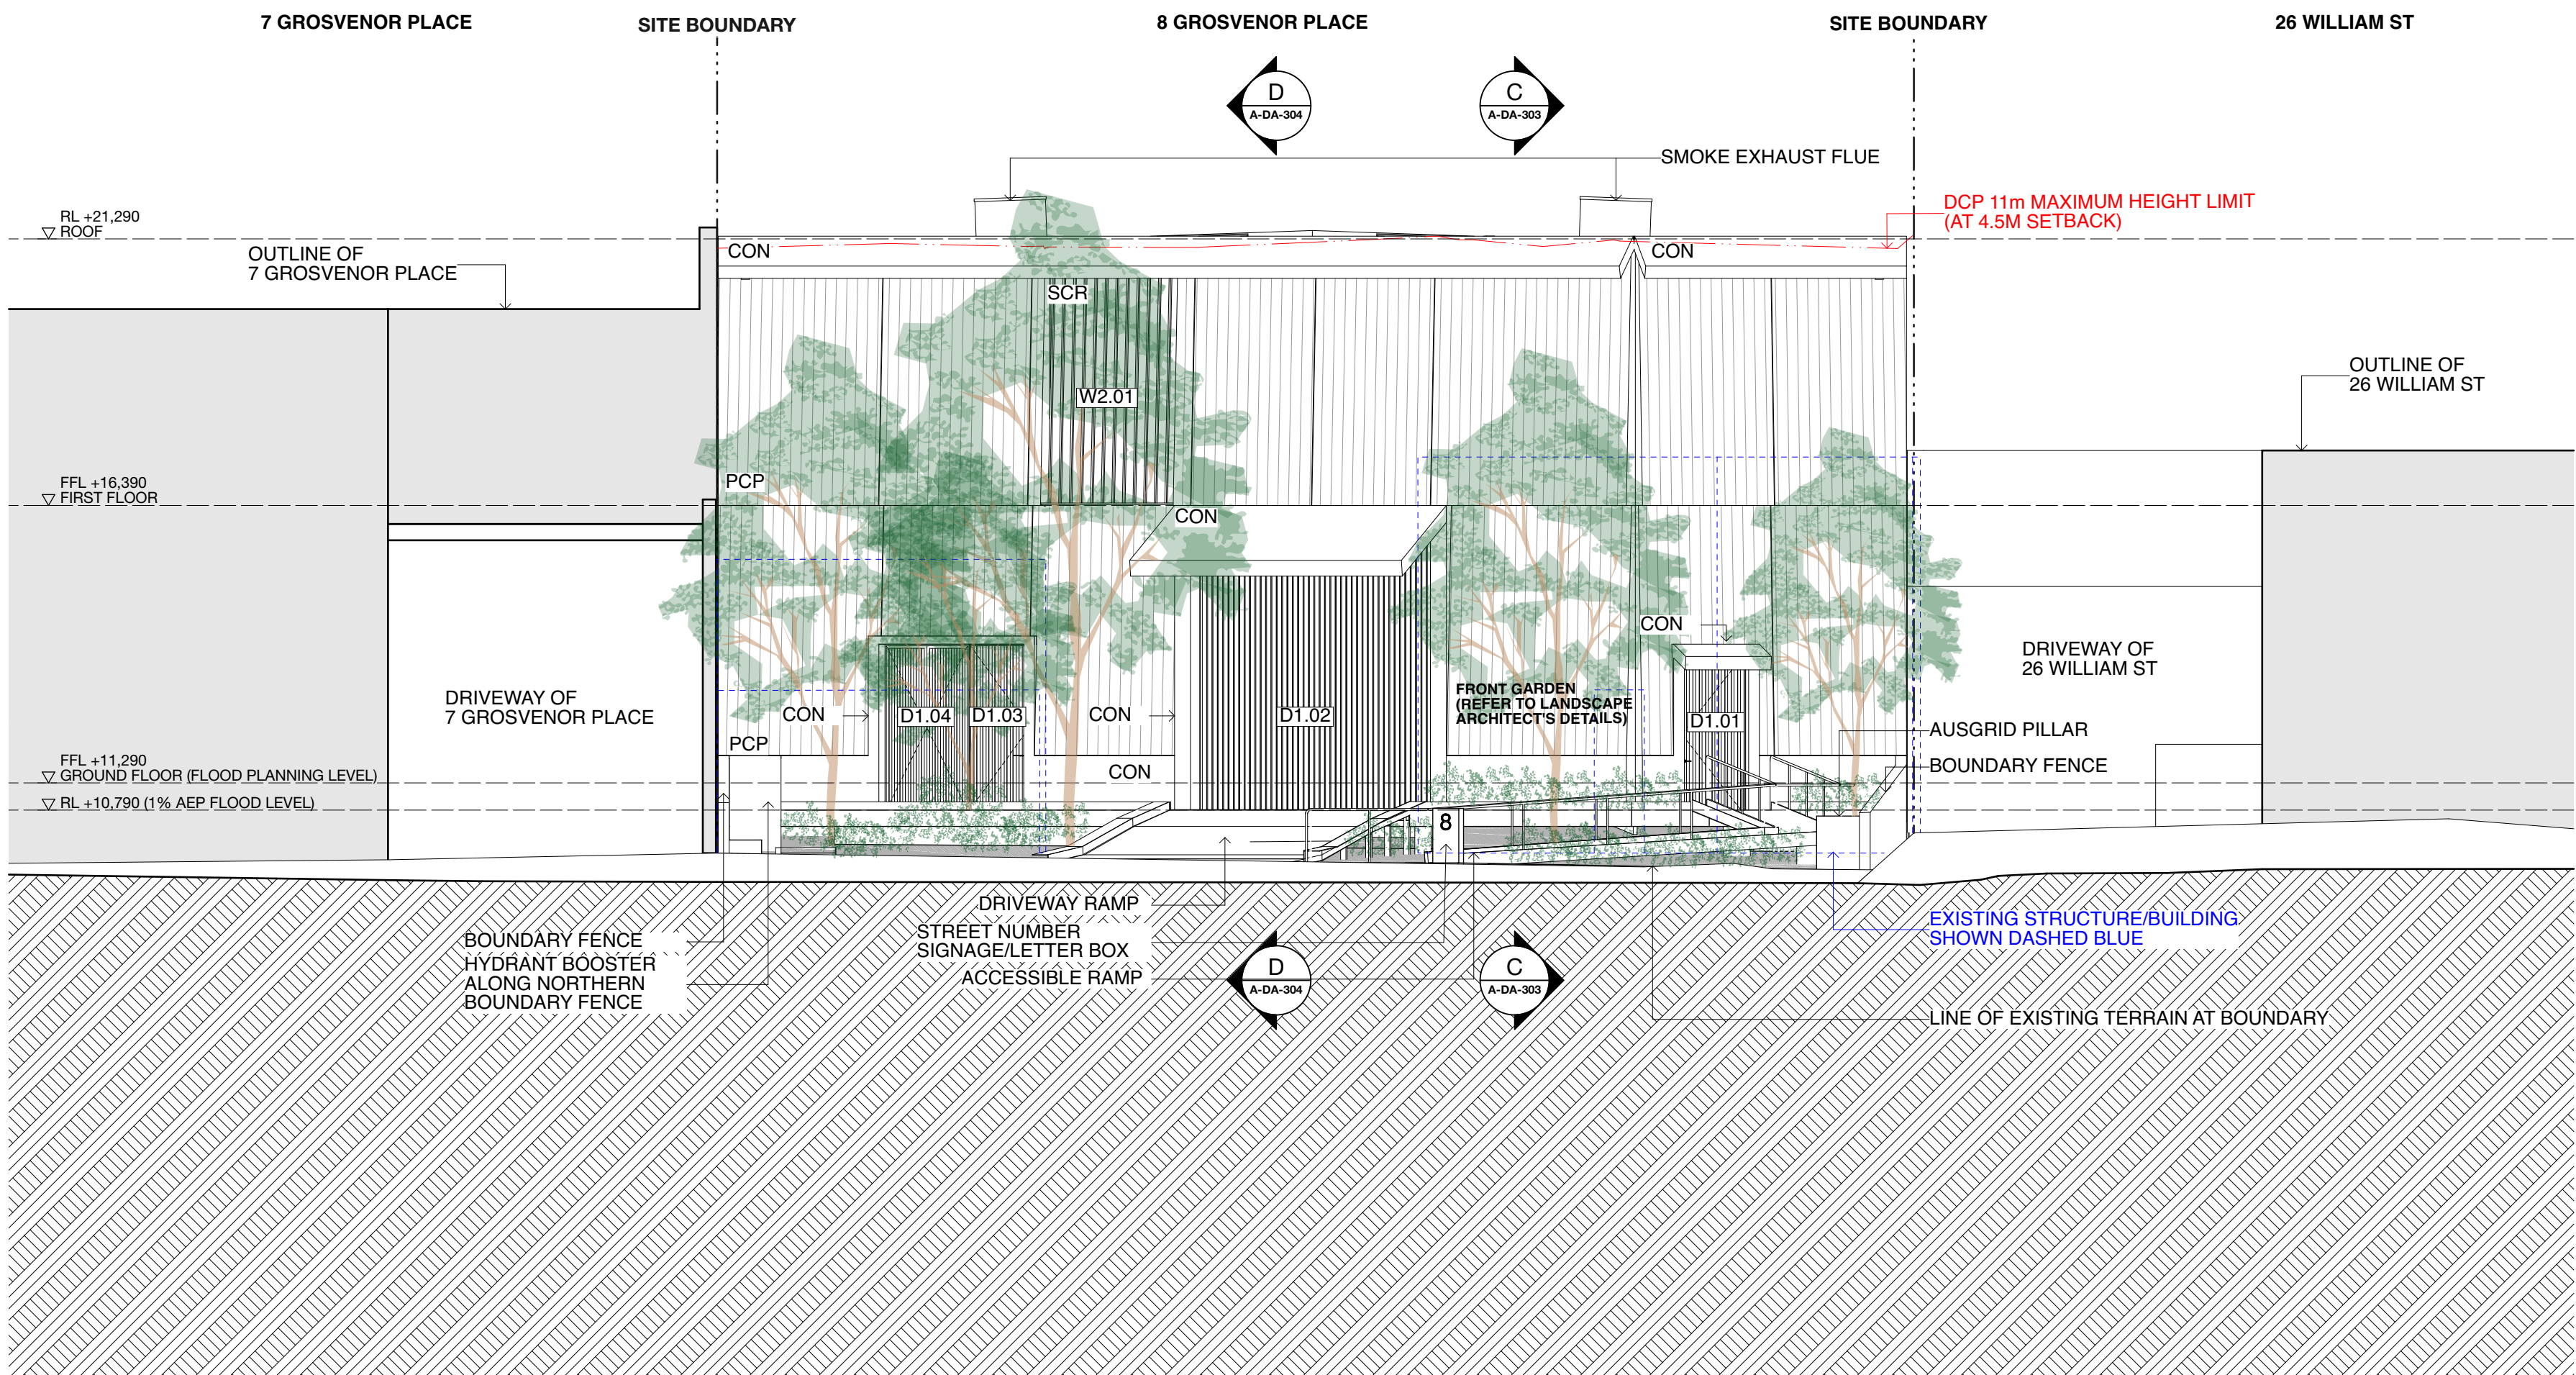 7 GROSVENOR PLACE
SITE BOUNDARY
8 GROSVENOR PLACE
SITE BOUNDARY
26 WILLIAM ST
D
A-DA-304
C
A-DA-303
SMOKE EXHAUST FLUE
DCP 11m MAXIMUM HEIGHT LIMIT
(AT 4.5M SETBACK)
RL +21,290
ROOF
OUTLINE OF
7 GROSVENOR PLACE
CON
CON
SCR
W2.01
OUTLINE OF
26 WILLIAM ST
PCP
FFL +16,390
FIRST FLOOR
CON
CON
DRIVEWAY OF
26 WILLIAM ST
DRIVEWAY OF
7 GROSVENOR PLACE
CON
D1.04
D1.03
CON
D1.02
FRONT GARDEN
(REFER TO LANDSCAPE
ARCHITECT'S DETAILS)
D1.01
AUSGRID PILLAR
PCP
CON
BOUNDARY FENCE
FFL +11,290
GROUND FLOOR (FLOOD PLANNING LEVEL)
RL +10,790 (1% AEP FLOOD LEVEL)
8
DRIVEWAY RAMP
STREET NUMBER
SIGNAGE/LETTER BOX
ACCESSIBLE RAMP
BOUNDARY FENCE
HYDRANT BOOSTER
ALONG NORTHERN
BOUNDARY FENCE
D
A-DA-304
C
A-DA-303
EXISTING STRUCTURE/BUILDING
SHOWN DASHED BLUE
LINE OF EXISTING TERRAIN AT BOUNDARY